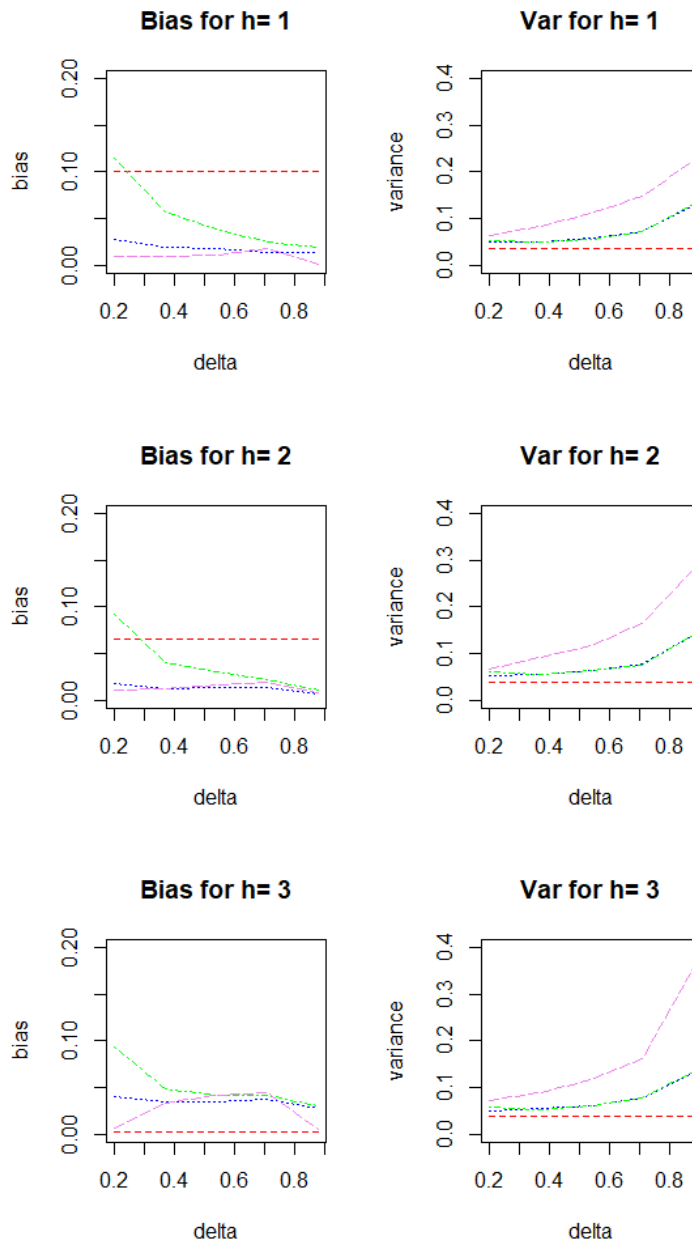 Bias for h= 1
Var for h= 1
bias
0.00 0.10 0.20
0.2 0.4 0.6 0.8
delta
variance
0.0 0.1 0.2 0.3 0.4
0.2 0.4 0.6 0.8
delta
Bias for h= 2
Var for h= 2
bias
0.00 0.10 0.20
0.2 0.4 0.6 0.8
delta
variance
0.0 0.1 0.2 0.3 0.4
0.2 0.4 0.6 0.8
delta
Bias for h= 3
Var for h= 3
bias
0.00 0.10 0.20
0.2 0.4 0.6 0.8
delta
variance
0.0 0.1 0.2 0.3 0.4
0.2 0.4 0.6 0.8
delta